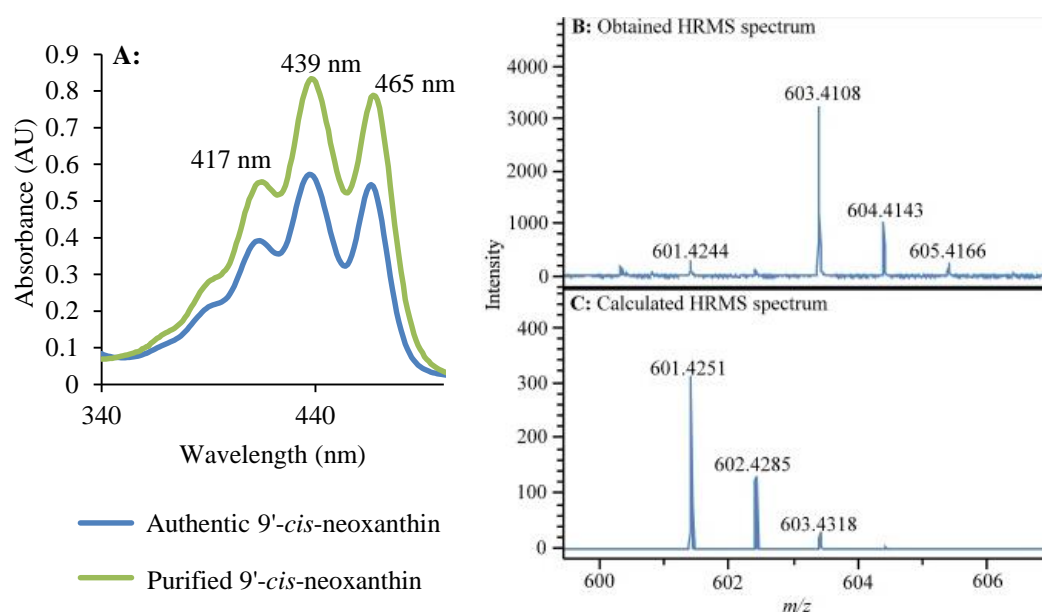 A:
439 nm
465 nm
417 nm
0.9
0.8
0.7
0.6
0.5
0.4
0.3
0.2
0.1
0
Absorbance (AU)
340
440
Wavelength (nm)
Authentic 9'-cis-neoxanthin
Purified 9'-cis-neoxanthin
B: Obtained HRMS spectrum
4000
3000
2000
1000
0
603.4108
604.4143
601.4244
605.4166
Intensity
C: Calculated HRMS spectrum
400
300
200
100
0
601.4251
602.4285
603.4318
600
602
604
606
m/z